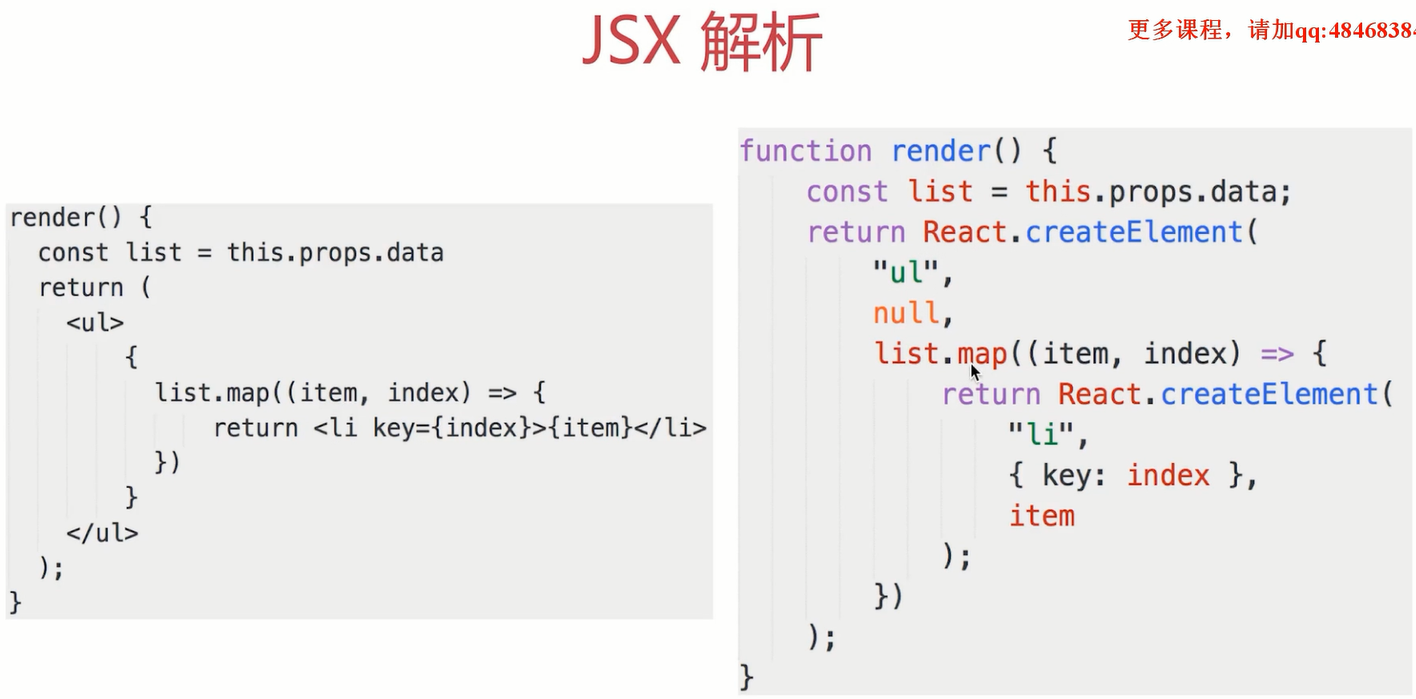 JSX 解析
更多课程，请加qq:4846838
render() {
const list = this.props.data
return (
<ul>
{
list.map((item, index) => {
return <li key={index}>{item}</li>
})
}
</ul>
);
}
function render() {
const list = this.props.data;
return React.createElement(
"ul",
null,
list.map((item, index) => {
return React.createElement(
"li",
{ key: index },
item
);
})
);
}